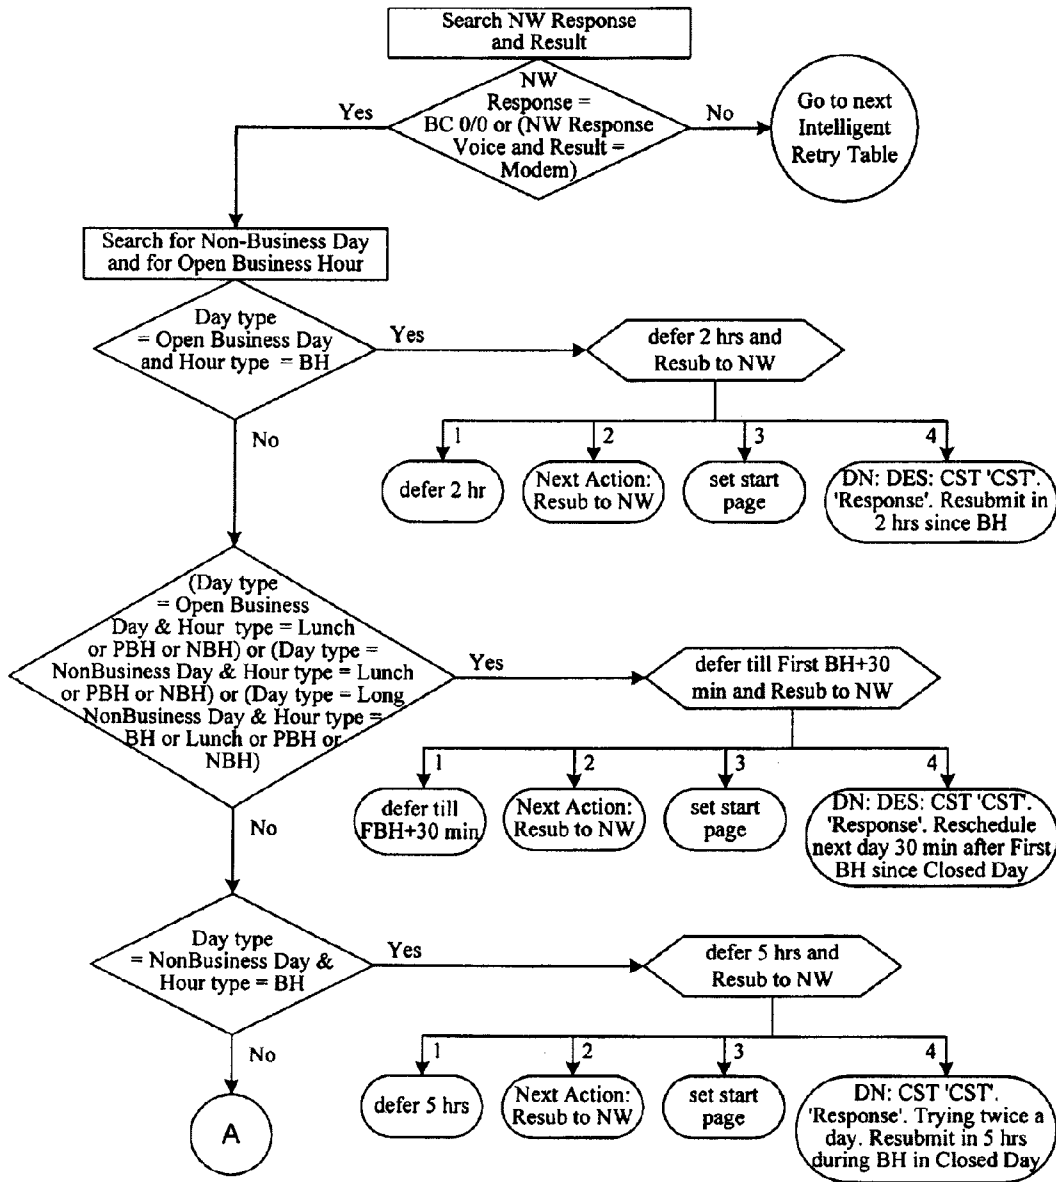 Search NW Response
and Result
NW
Response =
BC 0/0 or (NW Response
Voice and Result =
Modem)
Yes
No
Go to next
Intelligent
Retry Table
Search for Non-Business Day
and for Open Business Hour
Day type
= Open Business Day
and Hour type = BH
Yes
defer 2 hrs and
Resub to NW
No
1
2
3
4
defer 2 hr
Next Action:
Resub to NW
set start
page
DN: DES: CST 'CST'.
'Response'. Resubmit in
2 hrs since BH
(Day type
= Open Business
Day & Hour type = Lunch
or PBH or NBH) or (Day type =
NonBusiness Day & Hour type = Lunch
or PBH or NBH) or (Day type = Long
NonBusiness Day & Hour type =
BH or Lunch or PBH or
NBH)
Yes
defer till First BH+30
min and Resub to NW
No
1
2
3
4
defer till
FBH+30 min
Next Action:
Resub to NW
set start
page
DN: DES: CST 'CST'.
'Response'. Reschedule
next day 30 min after First
BH since Closed Day
Day type
= NonBusiness Day &
Hour type = BH
Yes
defer 5 hrs and
Resub to NW
No
1
2
3
4
defer 5 hrs
Next Action:
Resub to NW
set start
page
DN: CST 'CST'.
'Response'. Trying twice a
day. Resubmit in 5 hrs
during BH in Closed Day
A